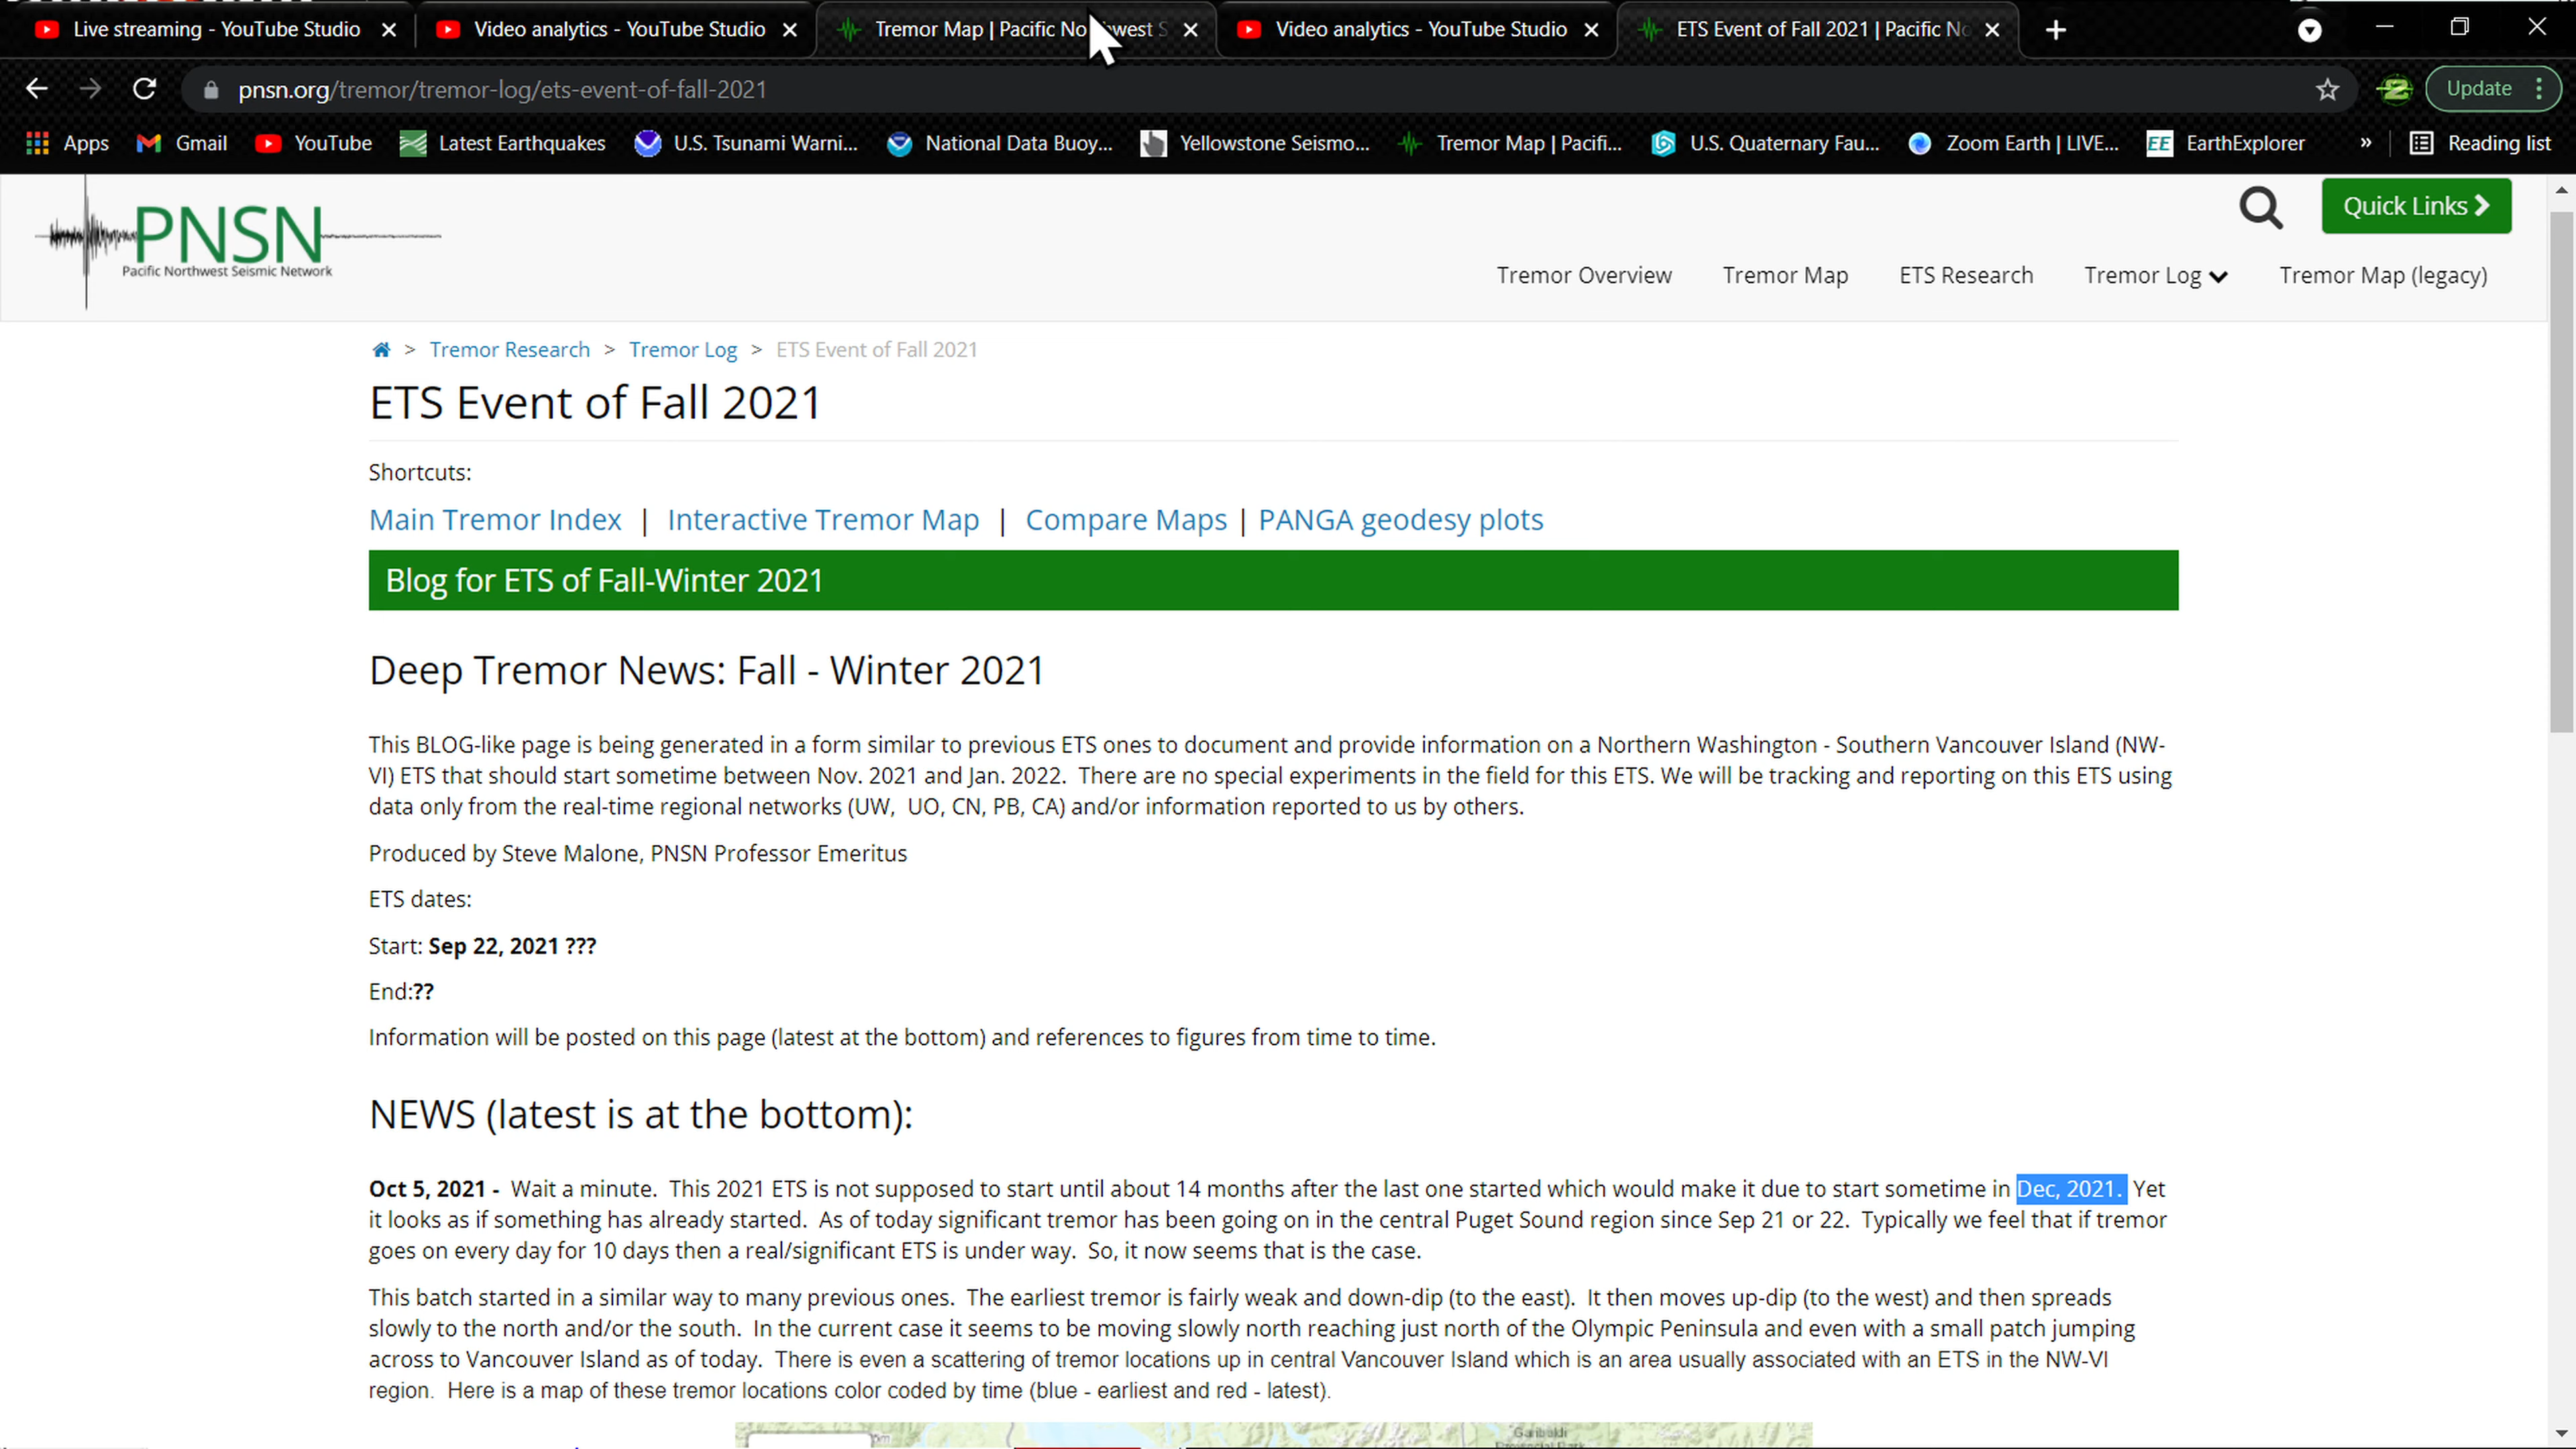 Live streaming - YouTube Studio
Video analytics - YouTube Studio
Tremor Map | Pacific No west S
Video analytics - YouTube Studio
ETS Event of Fall 2021 | Pacific No
pnsn.org/tremor/tremor-log/ets-event-of-fall-2021
Update
Apps
Gmail
YouTube
Latest Earthquakes
U.S. Tsunami Warni...
National Data Buoy...
Yellowstone Seismo...
Tremor Map | Pacifi...
U.S. Quaternary Fau...
Zoom Earth | LIVE...
EE EarthExplorer
»
Reading list
PNSN
Pacific Northwest Seismic Network
Quick Links
Tremor Overview
Tremor Map
ETS Research
Tremor Log
Tremor Map (legacy)
> Tremor Research > Tremor Log > ETS Event of Fall 2021
ETS Event of Fall 2021
Shortcuts:
Main Tremor Index | Interactive Tremor Map | Compare Maps | PANGA geodesy plots
Blog for ETS of Fall-Winter 2021
Deep Tremor News: Fall - Winter 2021
This BLOG-like page is being generated in a form similar to previous ETS ones to document and provide information on a Northern Washington - Southern Vancouver Island (NW-
VI) ETS that should start sometime between Nov. 2021 and Jan. 2022. There are no special experiments in the field for this ETS. We will be tracking and reporting on this ETS using
data only from the real-time regional networks (UW, UO, CN, PB, CA) and/or information reported to us by others.
Produced by Steve Malone, PNSN Professor Emeritus
ETS dates:
Start: Sep 22, 2021 ???
End:??
Information will be posted on this page (latest at the bottom) and references to figures from time to time.
NEWS (latest is at the bottom):
Oct 5, 2021 - Wait a minute. This 2021 ETS is not supposed to start until about 14 months after the last one started which would make it due to start sometime in Dec, 2021. Yet
it looks as if something has already started. As of today significant tremor has been going on in the central Puget Sound region since Sep 21 or 22. Typically we feel that if tremor
goes on every day for 10 days then a real/significant ETS is under way. So, it now seems that is the case.
This batch started in a similar way to many previous ones. The earliest tremor is fairly weak and down-dip (to the east). It then moves up-dip (to the west) and then spreads
slowly to the north and/or the south. In the current case it seems to be moving slowly north reaching just north of the Olympic Peninsula and even with a small patch jumping
across to Vancouver Island as of today. There is even a scattering of tremor locations up in central Vancouver Island which is an area usually associated with an ETS in the NW-VI
region. Here is a map of these tremor locations color coded by time (blue - earliest and red - latest).
Garibaldi